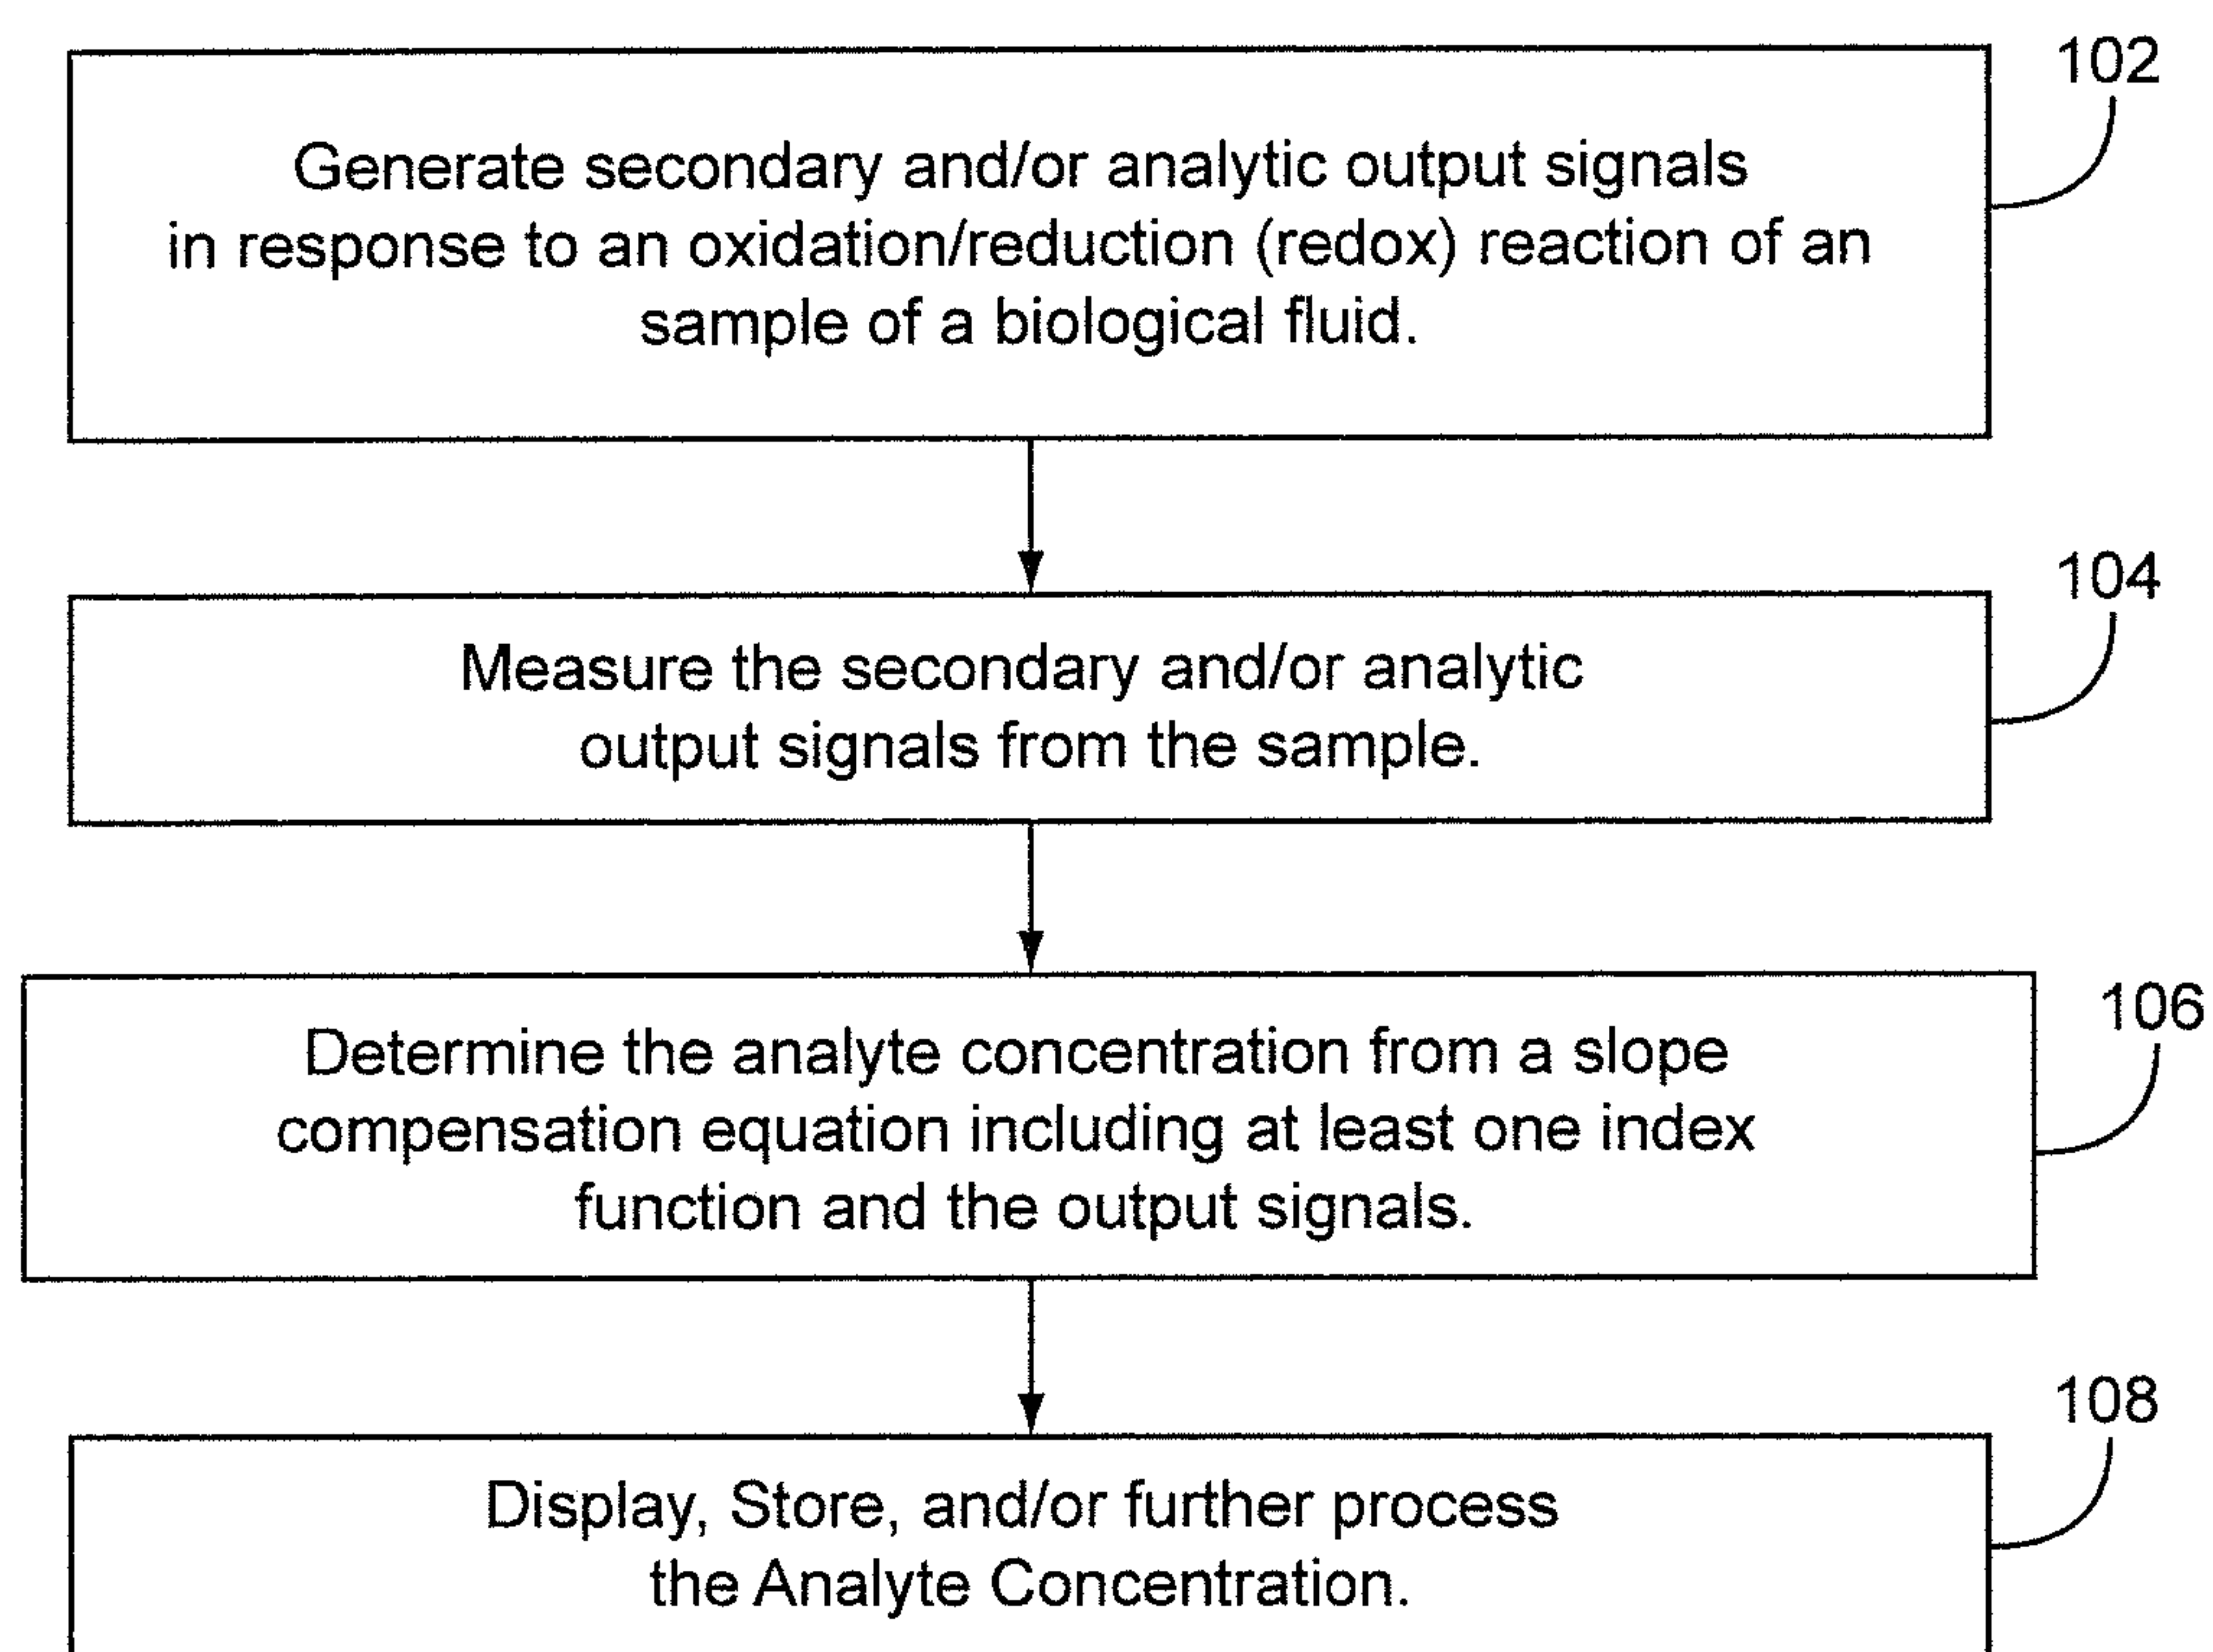 102
Generate secondary and/or analytic output signals
in response to an oxidation/reduction (redox) reaction of an
sample of a biological fluid.
104
Measure the secondary and/or analytic
output signals from the sample.
106
Determine the analyte concentration from a slope
compensation equation including at least one index
function and the output signals.
108
Display, Store, and/or further process
the Analyte Concentration.